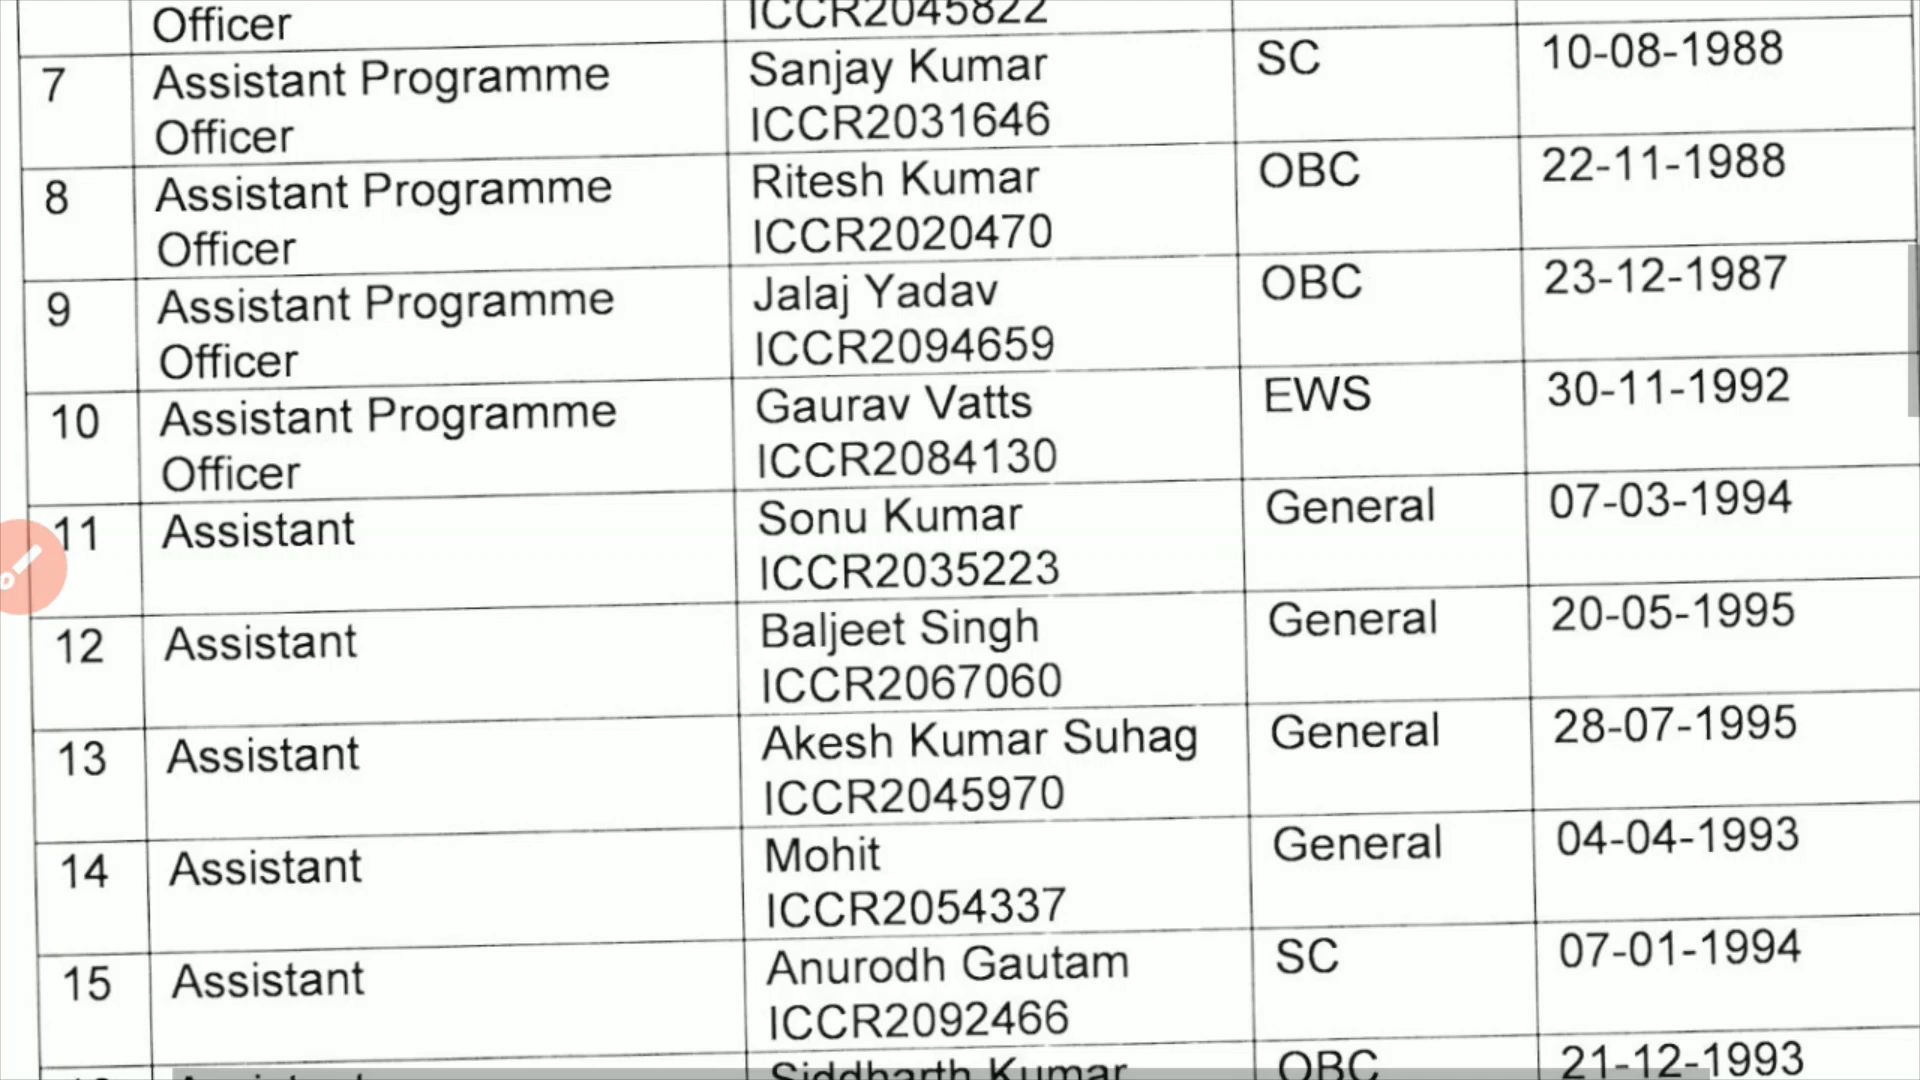 Officer ICCR2045822
7 Assistant Programme Sanjay Kumar SC 10-08-1988
Officer ICCR2031646
8 Assistant Programme Ritesh Kumar OBC 22-11-1988
Officer ICCR2020470
9 Assistant Programme Jalaj Yadav OBC 23-12-1987
Officer ICCR2094659
10 Assistant Programme Gaurav Vatts EWS 30-11-1992
Officer ICCR2084130
11 Assistant Sonu Kumar General 07-03-1994
ICCR2035223
12 Assistant Baljeet Singh General 20-05-1995
ICCR2067060
13 Assistant Akesh Kumar Suhag General 28-07-1995
ICCR2045970
14 Assistant Mohit General 04-04-1993
ICCR2054337
15 Assistant Anurodh Gautam SC 07-01-1994
ICCR2092466
Siddharth Kumar OBC 21-12-1993